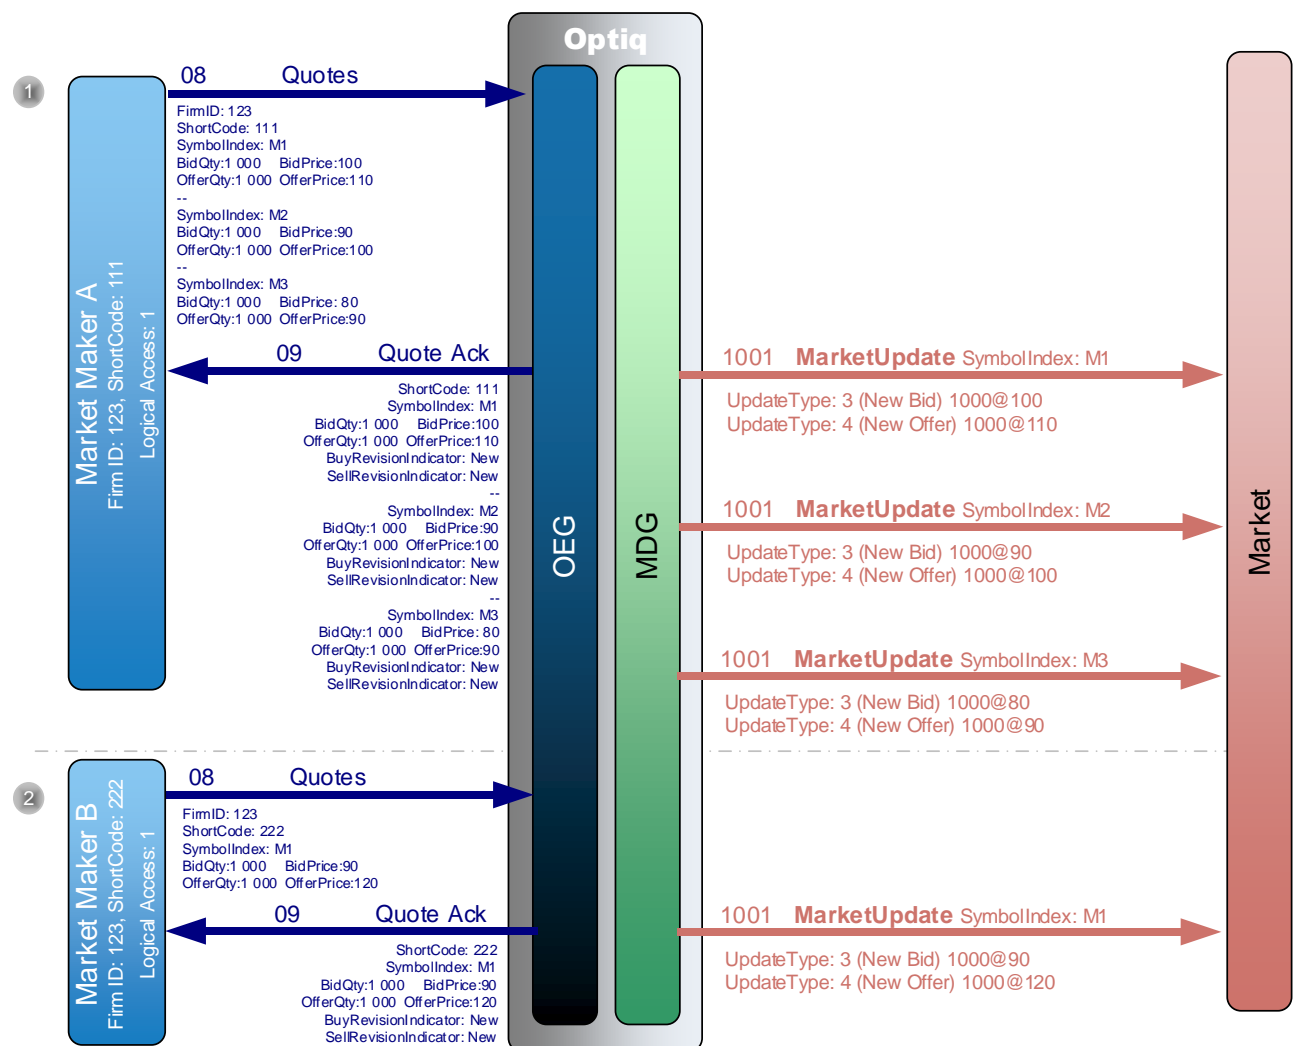 Optiq
1
08 Quotes
FirmID: 123
ShortCode: 111
SymbolIndex: M1
BidQty:1 000 BidPrice:100
OfferQty:1 000 OfferPrice:110
--
SymbolIndex: M2
BidQty:1 000 BidPrice:90
OfferQty:1 000 OfferPrice:100
--
SymbolIndex: M3
BidQty:1 000 BidPrice: 80
OfferQty:1 000 OfferPrice:90
Market Maker A
Firm ID: 123, ShortCode: 111
Logical Access: 1
09 Quote Ack
ShortCode: 111
SymbolIndex: M1
BidQty:1 000 BidPrice:100
OfferQty:1 000 OfferPrice:110
BuyRevisionIndicator: New
SellRevisionIndicator: New
--
SymbolIndex: M2
BidQty:1 000 BidPrice:90
OfferQty:1 000 OfferPrice:100
BuyRevisionIndicator: New
SellRevisionIndicator: New
--
SymbolIndex: M3
BidQty:1 000 BidPrice: 80
OfferQty:1 000 OfferPrice:90
BuyRevisionIndicator: New
SellRevisionIndicator: New
OEG
MDG
1001 MarketUpdate SymbolIndex: M1
UpdateType: 3 (New Bid) 1000@100
UpdateType: 4 (New Offer) 1000@110
1001 MarketUpdate SymbolIndex: M2
UpdateType: 3 (New Bid) 1000@90
UpdateType: 4 (New Offer) 1000@100
1001 MarketUpdate SymbolIndex: M3
UpdateType: 3 (New Bid) 1000@80
UpdateType: 4 (New Offer) 1000@90
Market
2
Market Maker B
Firm ID: 123, ShortCode: 222
Logical Access: 1
08 Quotes
FirmID: 123
ShortCode: 222
SymbolIndex: M1
BidQty:1 000 BidPrice:90
OfferQty:1 000 OfferPrice:120
09 Quote Ack
ShortCode: 222
SymbolIndex: M1
BidQty:1 000 BidPrice:90
OfferQty:1 000 OfferPrice:120
BuyRevisionIndicator: New
SellRevisionIndicator: New
1001 MarketUpdate SymbolIndex: M1
UpdateType: 3 (New Bid) 1000@90
UpdateType: 4 (New Offer) 1000@120